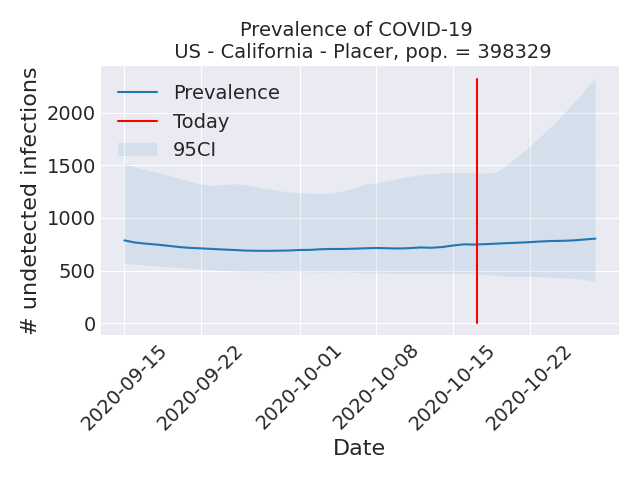 Prevalence of COVID-19
US - California - Placer, pop. = 398329
# undetected infections
2000
1500
1000
500
0
Prevalence
Today
95CI
2020-09-15
2020-09-22
2020-10-01
2020-10-08
2020-10-15
2020-10-22
Date